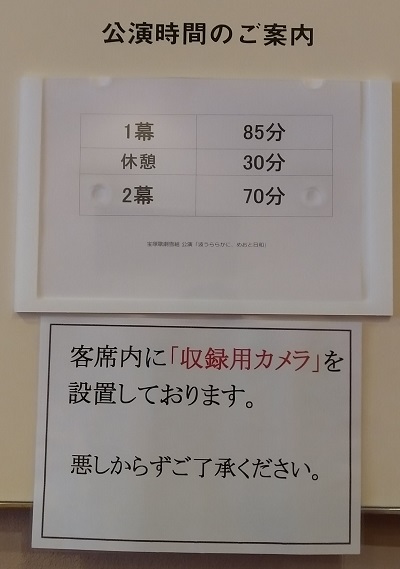 公演時間のご案内
1幕 85分
休憩 30分
2幕 70分
客席内に「収録用カメラ」を
設置しております。
悪しからずご了承ください。